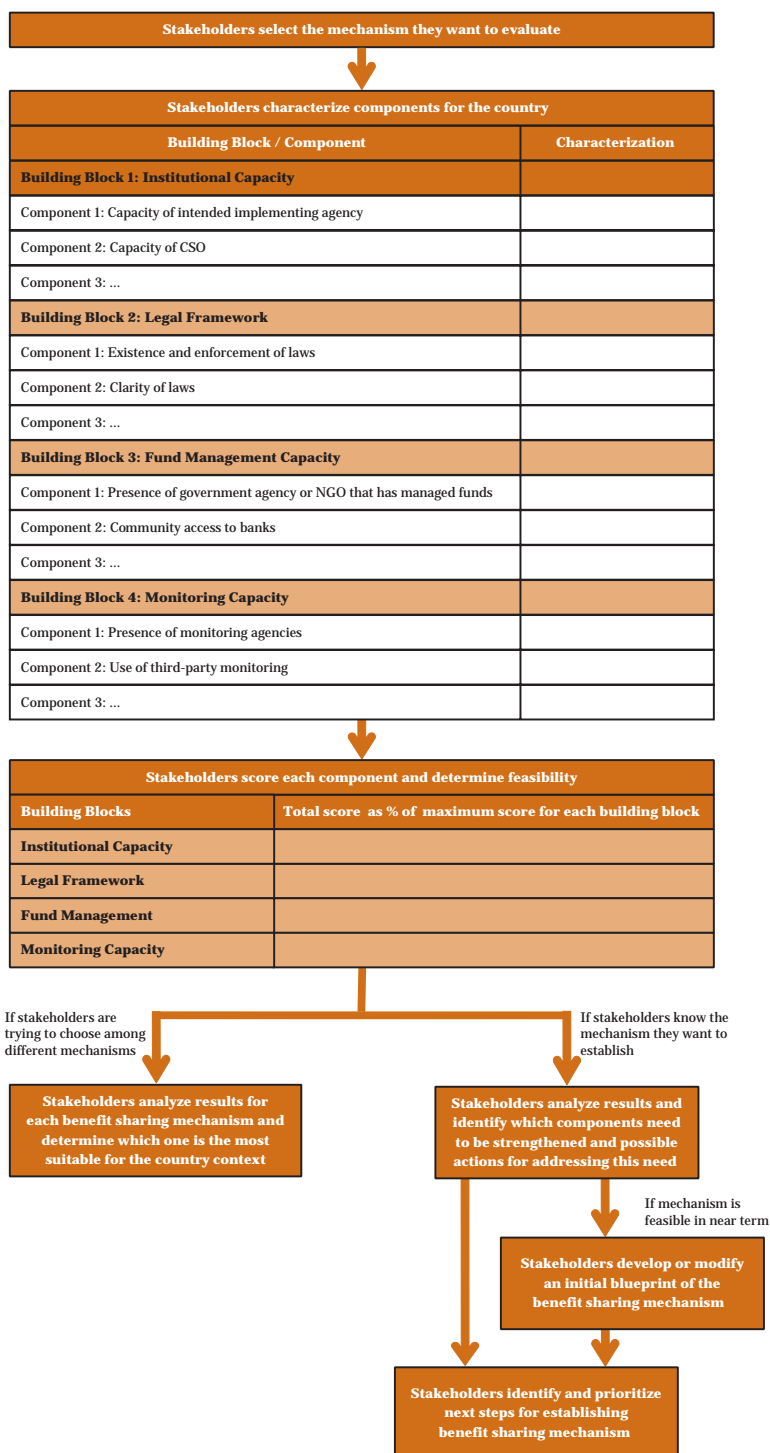 Stakeholders select the mechanism they want to evaluate
Stakeholders characterize components for the country
Building Block / Component
Characterization
Building Block 1: Institutional Capacity
Component 1: Capacity of intended implementing agency
Component 2: Capacity of CSO
Component 3: ...
Building Block 2: Legal Framework
Component 1: Existence and enforcement of laws
Component 2: Clarity of laws
Component 3: ...
Building Block 3: Fund Management Capacity
Component 1: Presence of government agency or NGO that has managed funds
Component 2: Community access to banks
Component 3: ...
Building Block 4: Monitoring Capacity
Component 1: Presence of monitoring agencies
Component 2: Use of third-party monitoring
Component 3: ...
Stakeholders score each component and determine feasibility
Building Blocks
Total score as % of maximum score for each building block
Institutional Capacity
Legal Framework
Fund Management
Monitoring Capacity
If stakeholders are
trying to choose among
different mechanisms
If stakeholders know the
mechanism they want to
establish
Stakeholders analyze results for
each benefit sharing mechanism and
determine which one is the most
suitable for the country context
Stakeholders analyze results and
identify which components need
to be strengthened and possible
actions for addressing this need
If mechanism is
feasible in near term
Stakeholders develop or modify
an initial blueprint of the
benefit sharing mechanism
Stakeholders identify and prioritize
next steps for establishing
benefit sharing mechanism